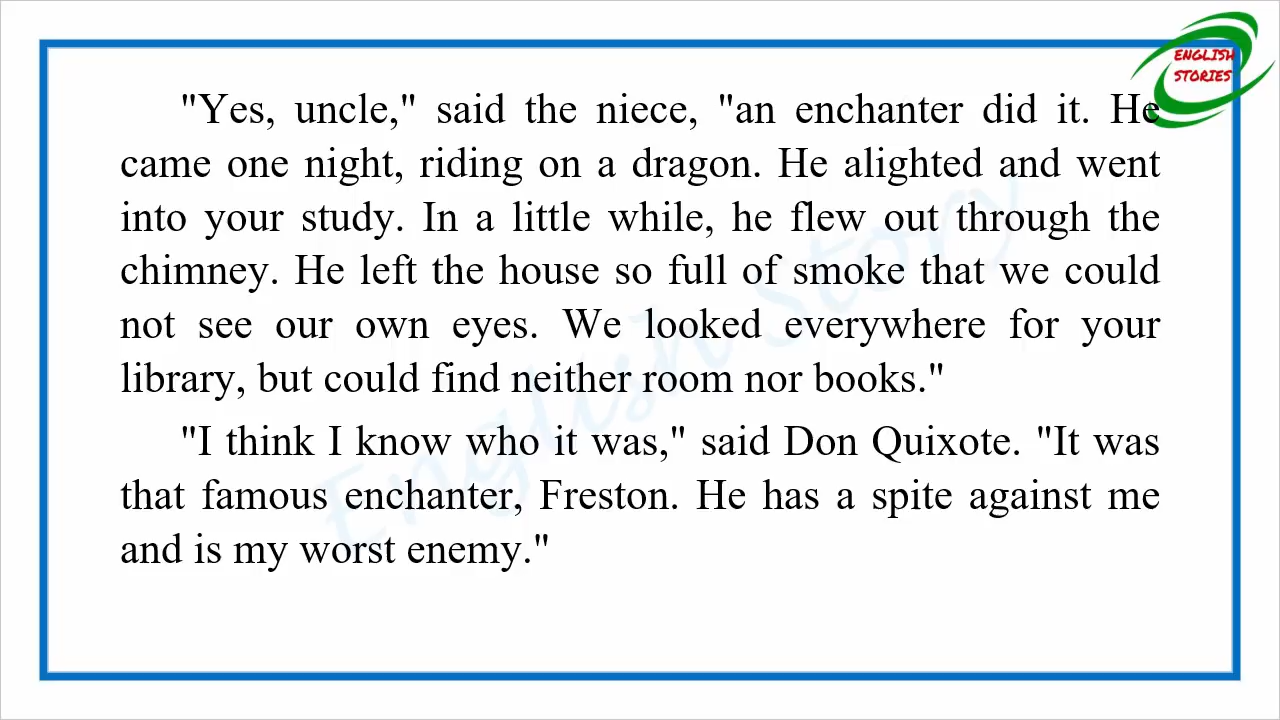 ENGLISH
STORIES
"Yes, uncle," said the niece, "an enchanter did it. He
came one night, riding on a dragon. He alighted and went
into your study. In a little while, he flew out through the
chimney. He left the house so full of smoke that we could
not see our own eyes. We looked everywhere for your
library, but could find neither room nor books."
"I think I know who it was," said Don Quixote. "It was
that famous enchanter, Freston. He has a spite against me
and is my worst enemy."
English Story